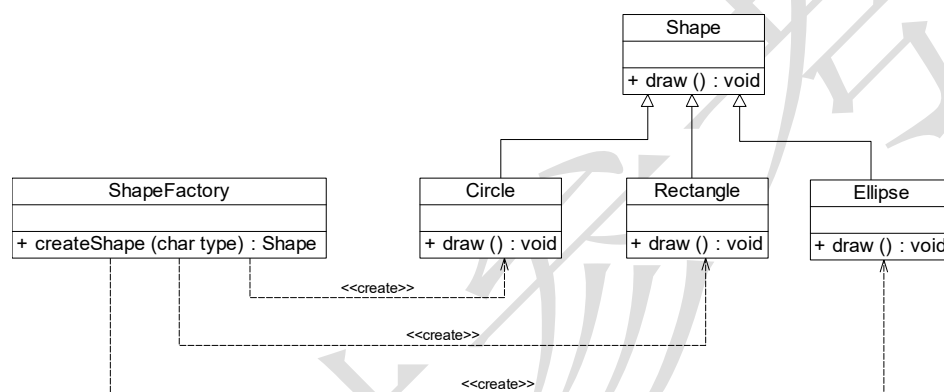 Shape
+ draw () : void
ShapeFactory
+ createShape (char type) : Shape
Circle
+ draw () : void
Rectangle
+ draw () : void
Ellipse
+ draw () : void
<<create>>
<<create>>
<<create>>